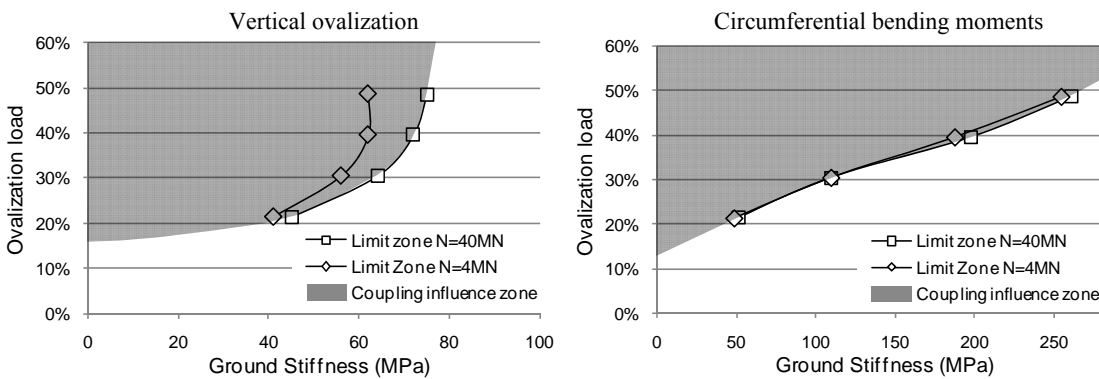 Vertical ovalization
60%
50%
40%
30%
20%
10%
0%
Ovalization load
Limit zone N=40MN
Limit Zone N=4MN
Coupling influence zone
0 20 40 60 80 100
Ground Stiffness (MPa)
Circumferential bending moments
60%
50%
40%
30%
20%
10%
0%
Ovalization load
Limit zone N=40MN
Limit Zone N=4MN
Coupling influence zone
0 50 100 150 200 250
Ground Stiffness (MPa)